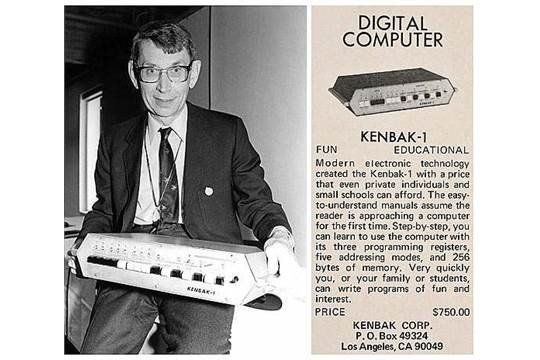 KENBAK-1
DIGITAL
COMPUTER
KENBAK-1
KENBAK-1
FUN EDUCATIONAL
Modern electronic technology
created the Kenbak-1 with a price
that even private individuals and
small schools can afford. The easy-
to-understand manuals assume the
reader is approaching a computer
for the first time. Step-by-step, you
can learn to use the computer with
its three programming registers,
five addressing modes, and 256
bytes of memory. Very quickly
you, or your family or students,
can write programs of fun and
interest.
PRICE $750.00
KENBAK CORP.
P.O. Box 49324
Los Angeles, CA 90049